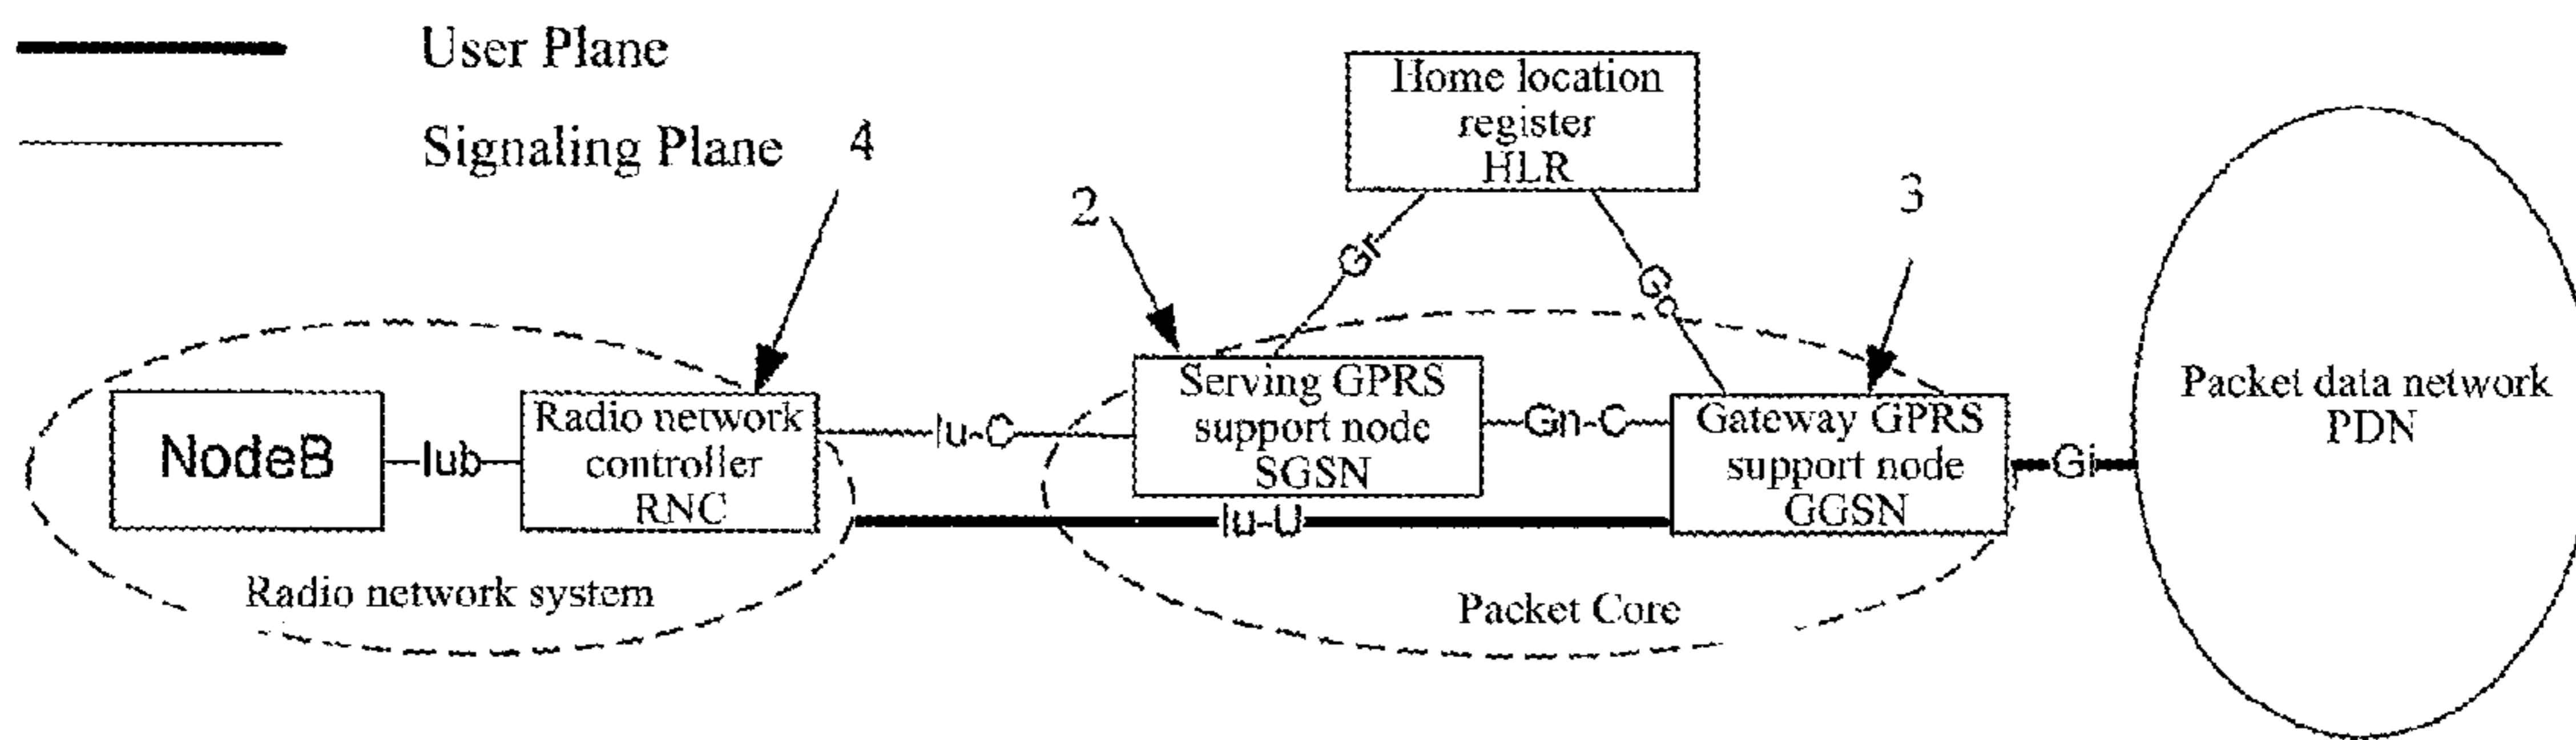 User Plane
Signaling Plane
4
Home location
register
HLR
2
3
Gr
Gc
Serving GPRS
support node
SGSN
Packet data network
PDN
NodeB
Iub
Radio network
controller
RNC
Iu-C
Gn-C
Gateway GPRS
support node
GGSN
Gi
Iu-U
Radio network system
Packet Core